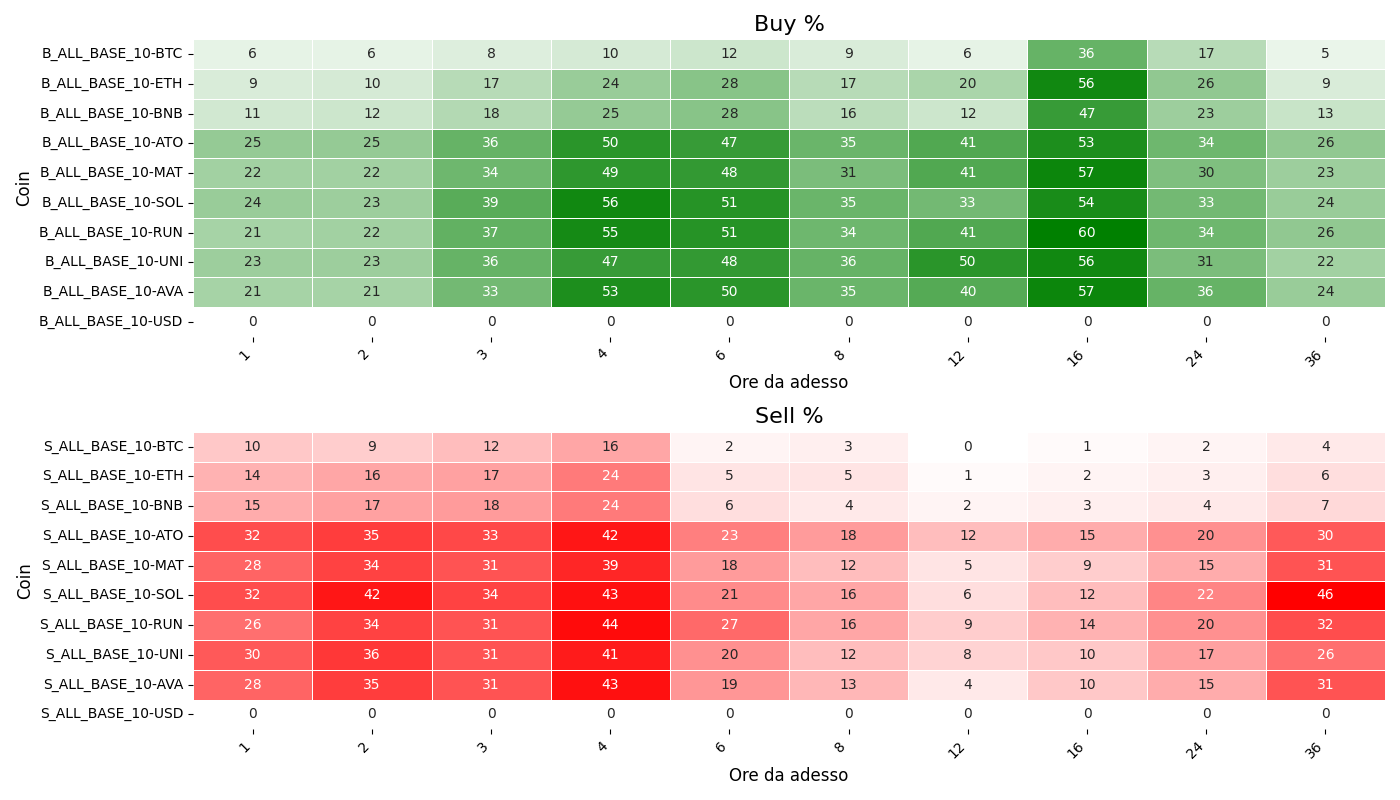 Buy %
Coin
B_ALL_BASE_10-BTC 6 6 8 10 12 9 6 36 17 5
B_ALL_BASE_10-ETH 9 10 17 24 28 17 20 56 26 9
B_ALL_BASE_10-BNB 11 12 18 25 28 16 12 47 23 13
B_ALL_BASE_10-ATO 25 25 36 50 47 35 41 53 34 26
B_ALL_BASE_10-MAT 22 22 34 49 48 31 41 57 30 23
B_ALL_BASE_10-SOL 24 23 39 56 51 35 33 54 33 24
B_ALL_BASE_10-RUN 21 22 37 55 51 34 41 60 34 26
B_ALL_BASE_10-UNI 23 23 36 47 48 36 50 56 31 22
B_ALL_BASE_10-AVA 21 21 33 53 50 35 40 57 36 24
B_ALL_BASE_10-USD 0 0 0 0 0 0 0 0 0 0
1 2 3 4 6 8 12 16 24 36
Ore da adesso
Sell %
Coin
S_ALL_BASE_10-BTC 10 9 12 16 2 3 0 1 2 4
S_ALL_BASE_10-ETH 14 16 17 24 5 5 1 2 3 6
S_ALL_BASE_10-BNB 15 17 18 24 6 4 2 3 4 7
S_ALL_BASE_10-ATO 32 35 33 42 23 18 12 15 20 30
S_ALL_BASE_10-MAT 28 34 31 39 18 12 5 9 15 31
S_ALL_BASE_10-SOL 32 42 34 43 21 16 6 12 22 46
S_ALL_BASE_10-RUN 26 34 31 44 27 16 9 14 20 32
S_ALL_BASE_10-UNI 30 36 31 41 20 12 8 10 17 26
S_ALL_BASE_10-AVA 28 35 31 43 19 13 4 10 15 31
S_ALL_BASE_10-USD 0 0 0 0 0 0 0 0 0 0
1 2 3 4 6 8 12 16 24 36
Ore da adesso